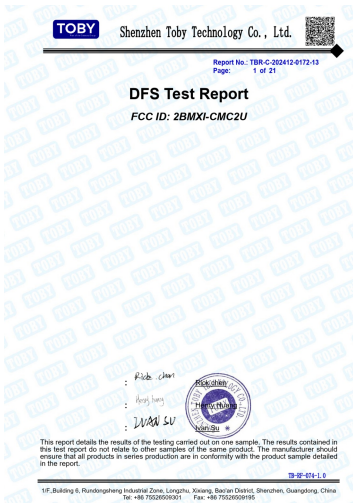 TOBY
Shenzhen Toby Technology Co., Ltd.
Report No.: TBR-C-202412-0172-13
Page: 1 of 21
DFS Test Report
FCC ID: 2BMXI-CMC2U
: Rick chen
Rick chen
: Henry huang
Henry Huang
: IVAN SU
Ivan Su
This report details the results of the testing carried out on one sample. The results contained in
this test report do not relate to other samples of the same product. The manufacturer should
ensure that all products in series production are in conformity with the product sample detailed
in the report.
TB-RF-074-1.0
1/F.,Building 6, Rundongsheng Industrial Zone, Longzhu, Xixiang, Bao'an District, Shenzhen, Guangdong, China
Tel: +86 75526509301 Fax: +86 75526509195